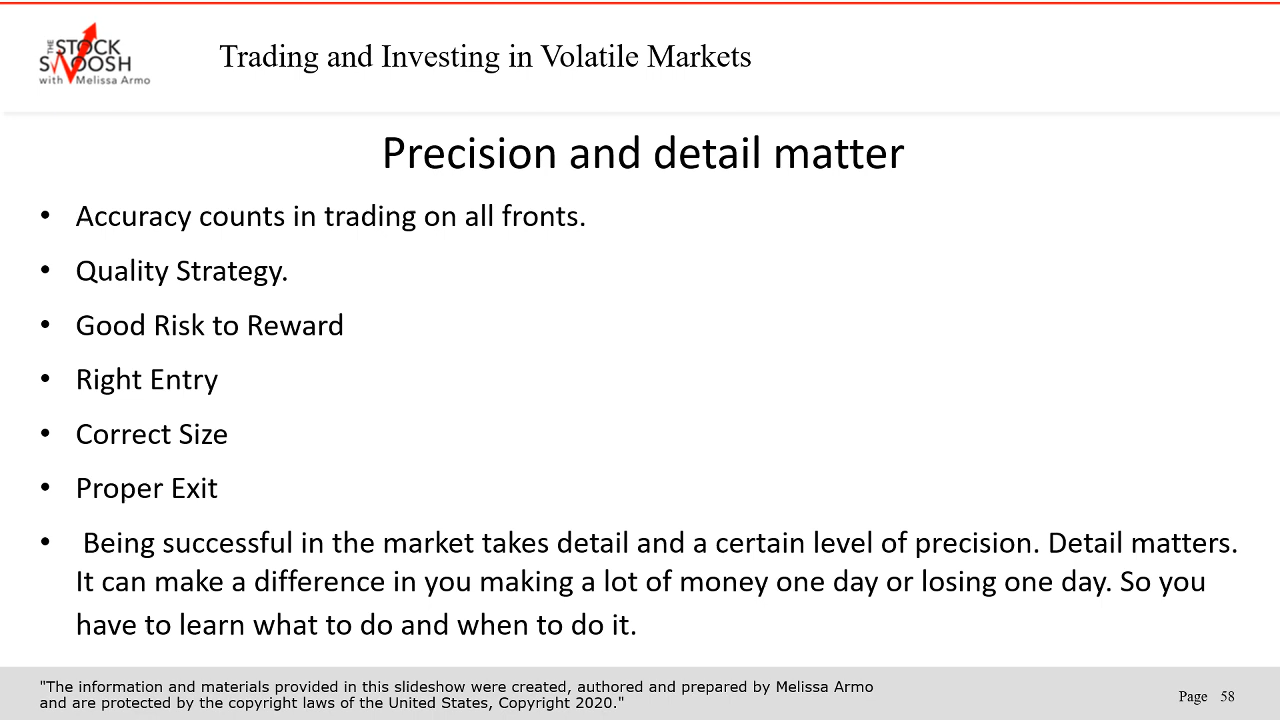 THE STOCK
SWOOSH
with Melissa Armo
Trading and Investing in Volatile Markets
Precision and detail matter
• Accuracy counts in trading on all fronts.
• Quality Strategy.
• Good Risk to Reward
• Right Entry
• Correct Size
• Proper Exit
• Being successful in the market takes detail and a certain level of precision. Detail matters.
It can make a difference in you making a lot of money one day or losing one day. So you
have to learn what to do and when to do it.
"The information and materials provided in this slideshow were created, authored and prepared by Melissa Armo
and are protected by the copyright laws of the United States, Copyright 2020."
Page 58